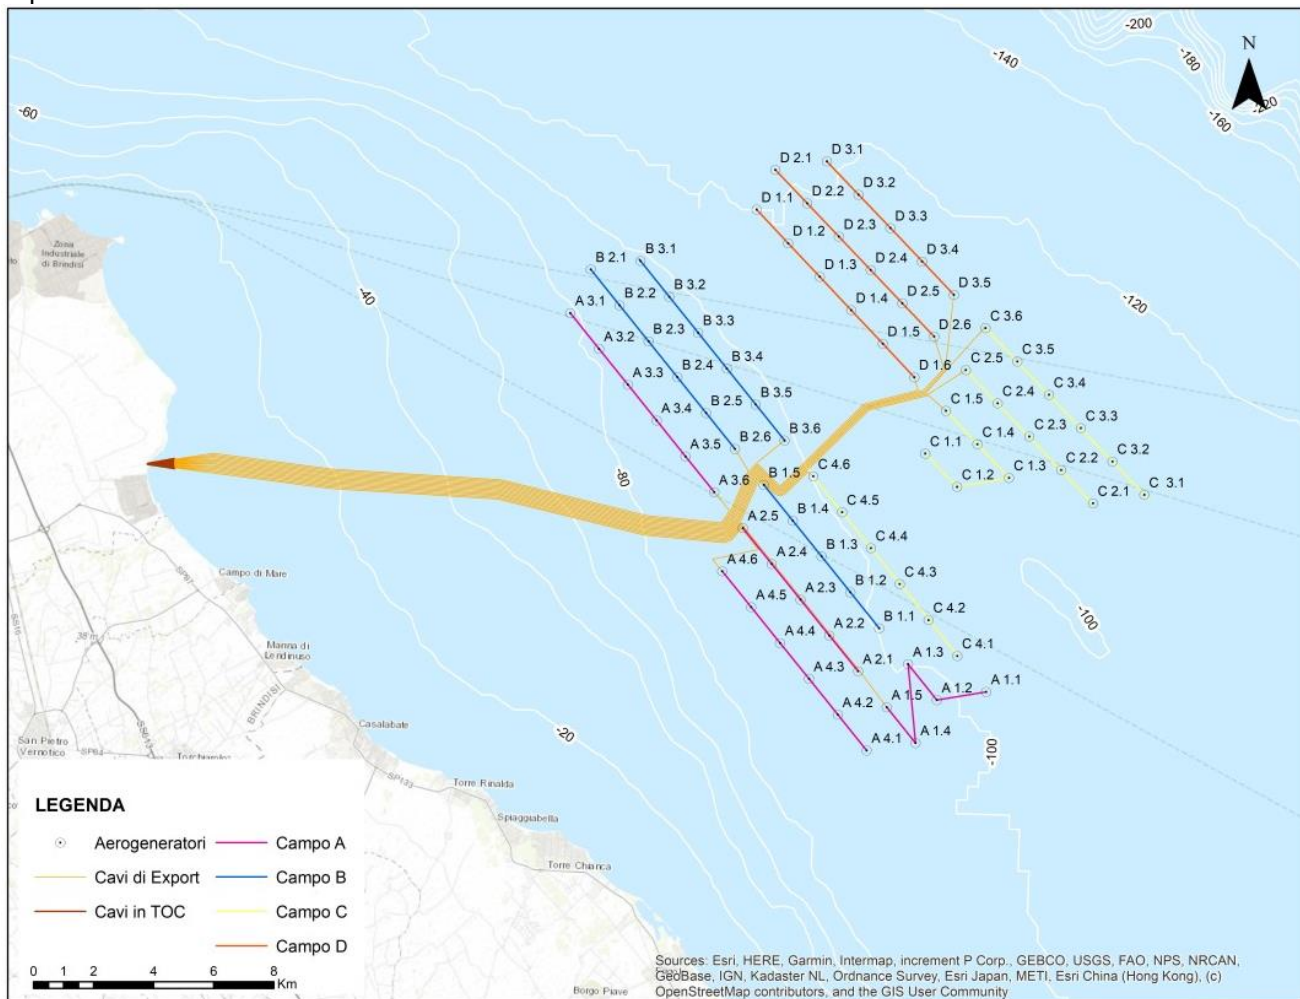 -200
-180
-220
-160
-140
-120
-100
-100
-80
-60
-40
-20
N
Zona
Industriale
di Brindisi
D 3.1
D 2.1
D 3.2
D 2.2
D 1.1
D 3.3
D 2.3
D 1.2
D 3.4
D 2.4
D 1.3
D 3.5
D 2.5
D 1.4
D 2.6
D 1.5
D 1.6
B 3.1
B 2.1
B 3.2
B 2.2
A 3.1
B 3.3
B 2.3
A 3.2
B 3.4
B 2.4
A 3.3
B 3.5
B 2.5
A 3.4
B 3.6
B 2.6
A 3.5
A 3.6
C 3.6
C 3.5
C 2.5
C 3.4
C 2.4
C 1.5
C 3.3
C 2.3
C 1.4
C 1.1
C 3.2
C 2.2
C 1.3
C 1.2
C 3.1
C 2.1
B 1.5
C 4.6
B 1.4
C 4.5
A 2.5
B 1.3
C 4.4
A 2.4
A 4.6
B 1.2
C 4.3
A 2.3
A 4.5
B 1.1
C 4.2
A 2.2
A 4.4
C 4.1
A 2.1
A 4.3
A 1.3
A 1.2
A 1.1
A 1.5
A 4.2
A 1.4
A 4.1
Campo di Mare
SP87
SS16
38 m
Lendinuso
BRINDISI
Casalabate
San Pietro
Vernotico
SP84
SS613
SP133
Torre Rinalda
Spiaggiabella
Torre Chianca
Borgo Piave
LEGENDA
Aerogeneratori
Cavi di Export
Cavi in TOC
Campo A
Campo B
Campo C
Campo D
0 1 2 4 6 8
Km
Sources: Esri, HERE, Garmin, Intermap, increment P Corp., GEBCO, USGS, FAO, NPS, NRCAN,
GeoBase, IGN, Kadaster NL, Ordnance Survey, Esri Japan, METI, Esri China (Hong Kong), (c)
OpenStreetMap contributors, and the GIS User Community